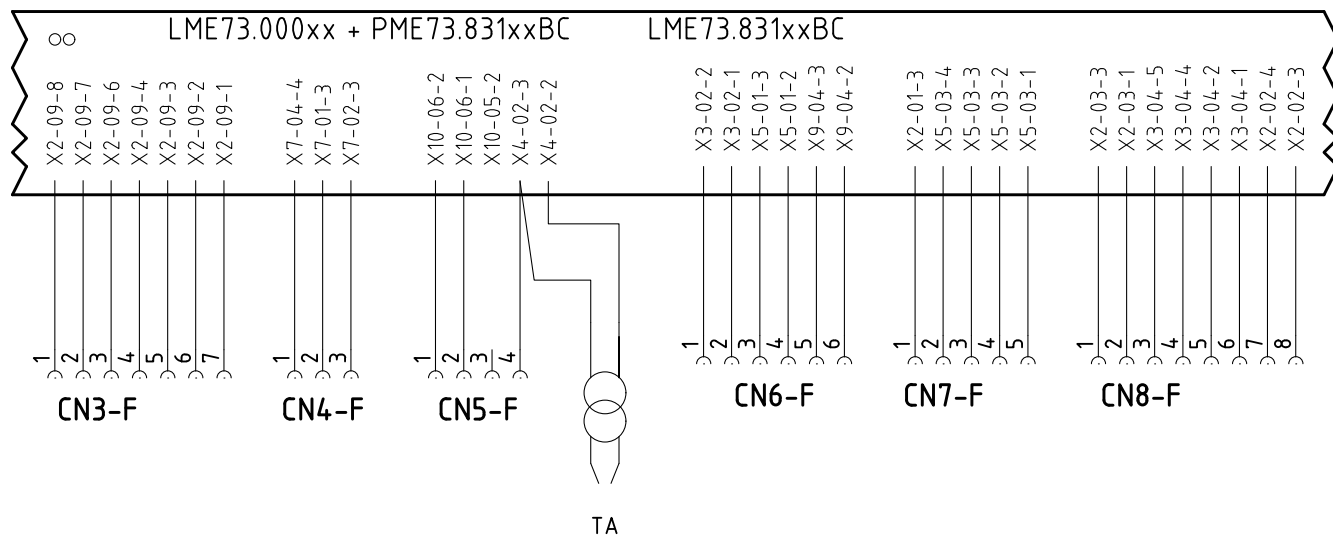 LME73.000xx + PME73.831xxBC LME73.831xxBC
X2-09-8 X2-09-7 X2-09-6 X2-09-4 X2-09-3 X2-09-2 X2-09-1 X7-04-4 X7-01-3 X7-02-3 X10-06-2 X10-06-1 X10-05-2 X4-02-3 X4-02-2 X3-02-2 X3-02-1 X5-01-3 X5-01-2 X9-04-3 X9-04-2 X2-01-3 X5-03-4 X5-03-3 X5-03-2 X5-03-1 X2-03-3 X2-03-1 X3-04-5 X3-04-4 X3-04-2 X3-04-1 X2-02-4 X2-02-3
1 2 3 4 5 6 7 1 2 3 1 2 3 4 1 2 3 4 5 6 1 2 3 4 5 1 2 3 4 5 6 7 8
CN3-F CN4-F CN5-F CN6-F CN7-F CN8-F
TA